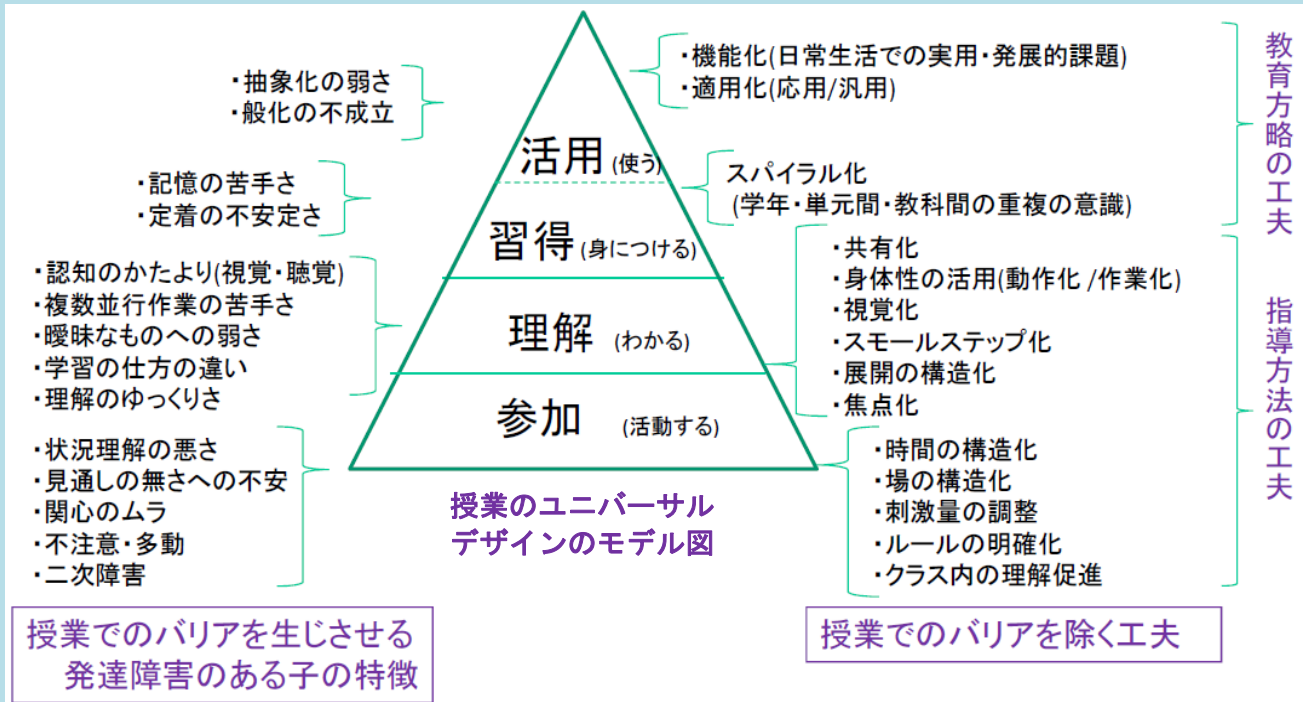 ・抽象化の弱さ
・般化の不成立
・記憶の苦手さ
・定着の不安定さ
・認知のかたより(視覚・聴覚)
・複数並行作業の苦手さ
・曖昧なものへの弱さ
・学習の仕方の違い
・理解のゆっくりさ
・状況理解の悪さ
・見通しの無さへの不安
・関心のムラ
・不注意・多動
・二次障害
授業でのバリアを生じさせる
発達障害のある子の特徴
活用(使う)
習得(身につける)
理解 (わかる)
参加 (活動する)
授業のユニバーサル
デザインのモデル図
・機能化(日常生活での実用・発展的課題)
・適用化(応用/汎用)
スパイラル化
(学年・単元間・教科間の重複の意識)
・共有化
・身体性の活用(動作化 /作業化)
・視覚化
・スモールステップ化
・展開の構造化
・焦点化
・時間の構造化
・場の構造化
・刺激量の調整
・ルールの明確化
・クラス内の理解促進
授業でのバリアを除く工夫
教育方略の工夫
指導方法の工夫